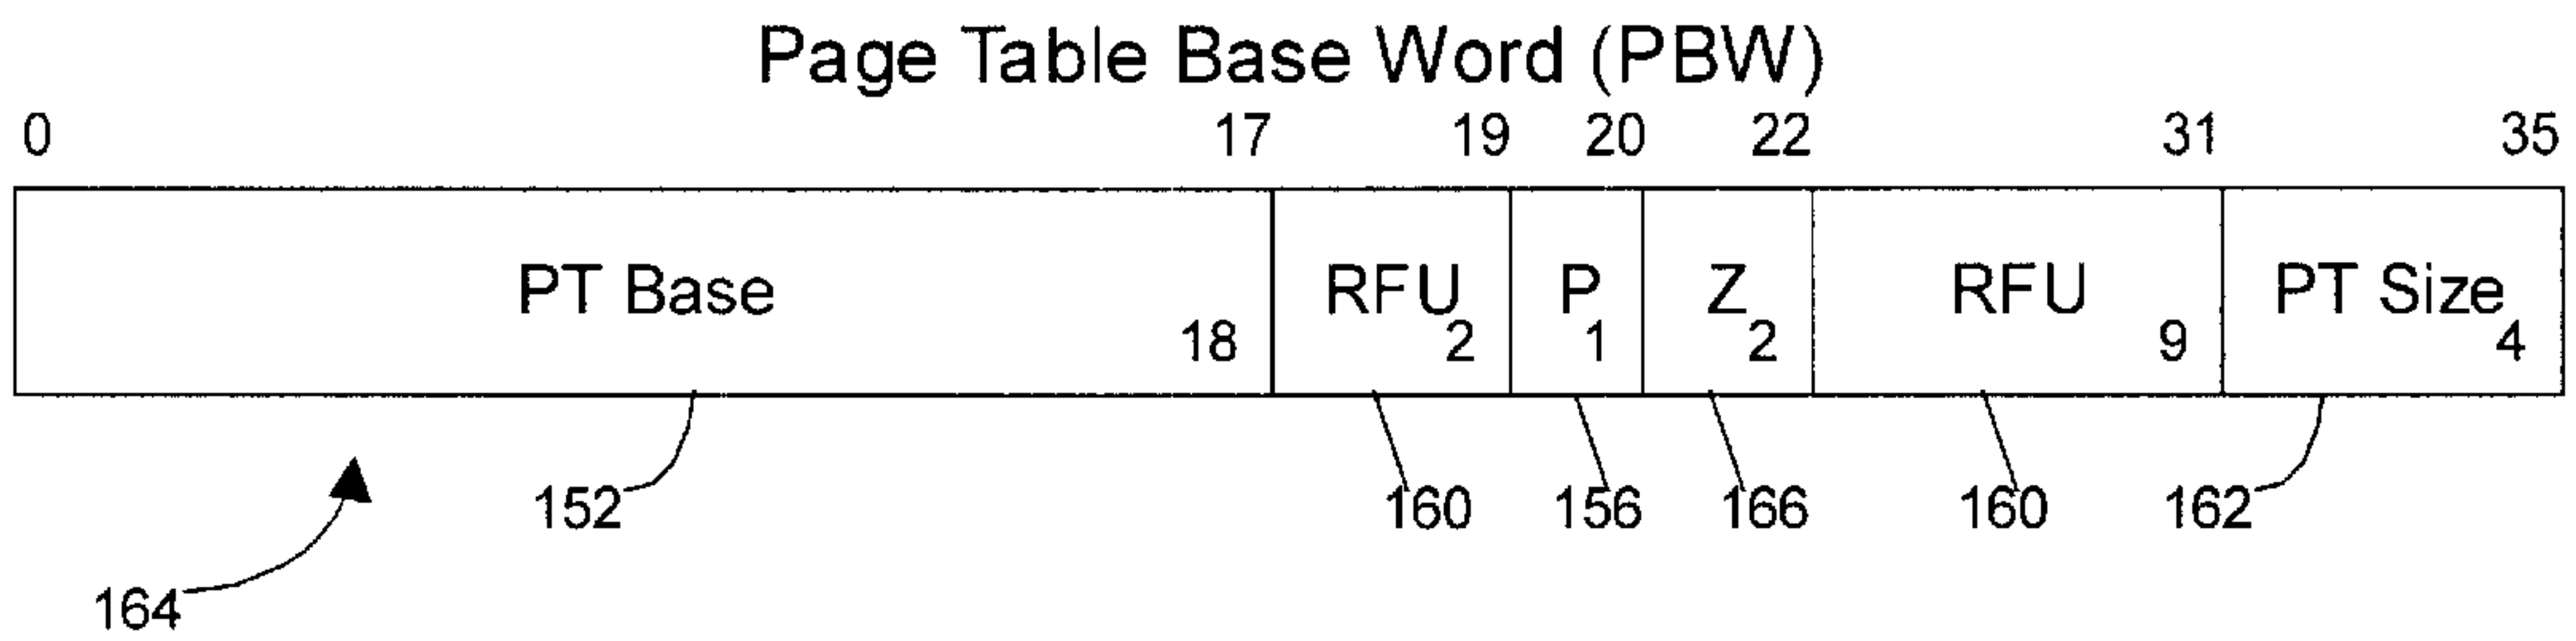 Page Table Base Word (PBW)
0 17 19 20 22 31 35
PT Base 18 RFU 2 P 1 Z 2 RFU 9 PT Size 4
152 160 156 166 160 162
164